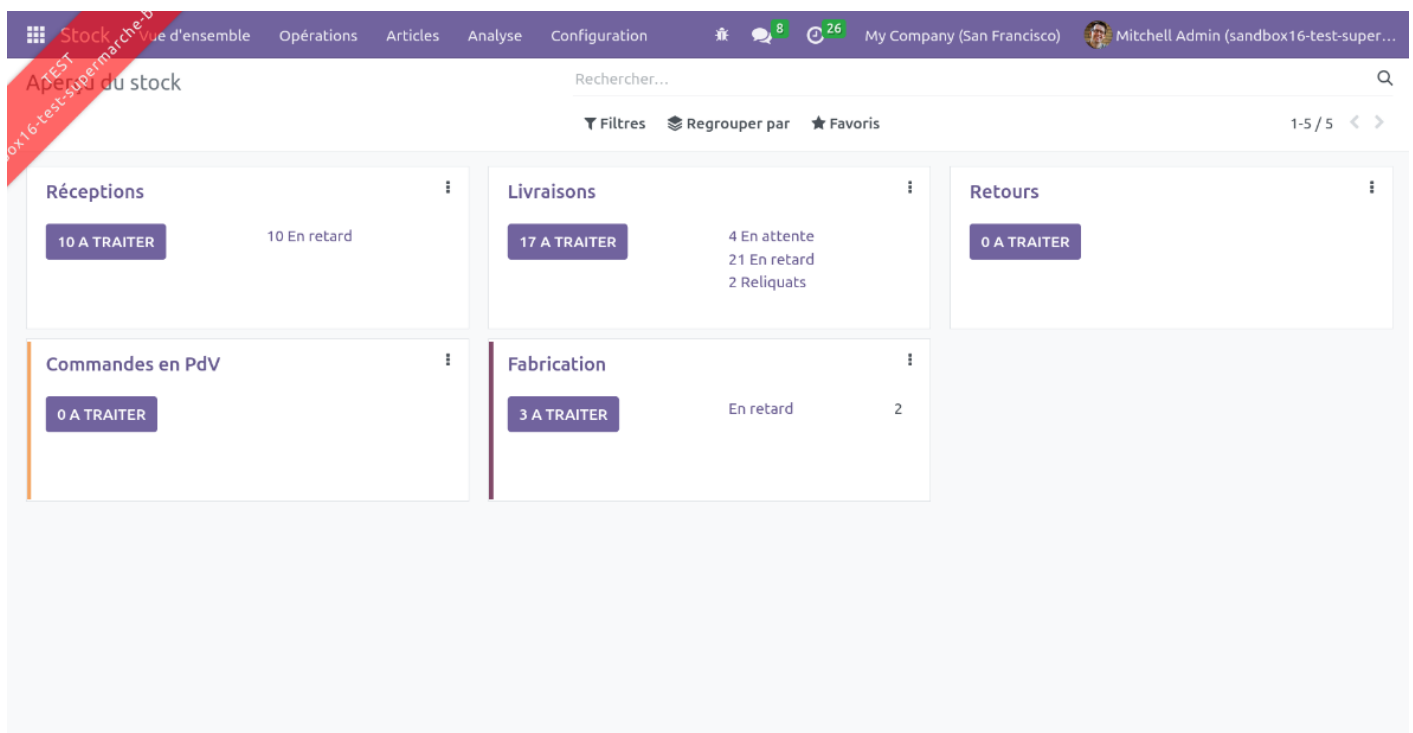 Stock Vue d'ensemble Opérations Articles Analyse Configuration 8 26 My Company (San Francisco) Mitchell Admin (sandbox16-test-super...
TEST
Aperçu du stock
Rechercher...
Filtres Regrouper par Favoris 1-5 / 5
Réceptions
10 A TRAITER
10 En retard
Livraisons
17 A TRAITER
4 En attente
21 En retard
2 Reliquats
Retours
0 A TRAITER
Commandes en PdV
0 A TRAITER
Fabrication
3 A TRAITER
En retard 2